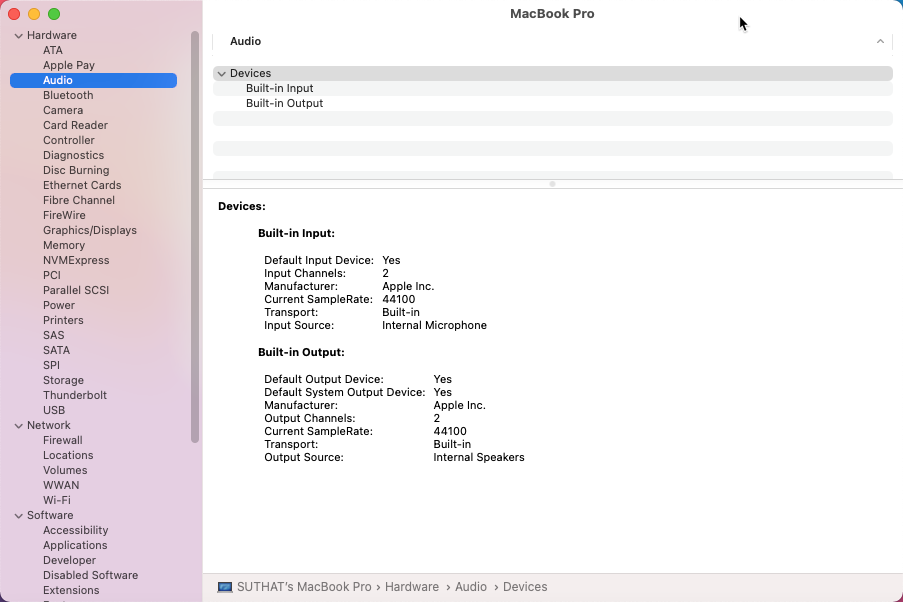 MacBook Pro
Hardware
ATA
Apple Pay
Audio
Bluetooth
Camera
Card Reader
Controller
Diagnostics
Disc Burning
Ethernet Cards
Fibre Channel
FireWire
Graphics/Displays
Memory
NVMExpress
PCI
Parallel SCSI
Power
Printers
SAS
SATA
SPI
Storage
Thunderbolt
USB
Network
Firewall
Locations
Volumes
WWAN
Wi-Fi
Software
Accessibility
Applications
Developer
Disabled Software
Extensions
Audio
Devices
Built-in Input
Built-in Output
Devices:
Built-in Input:
Default Input Device: Yes
Input Channels: 2
Manufacturer: Apple Inc.
Current SampleRate: 44100
Transport: Built-in
Input Source: Internal Microphone
Built-in Output:
Default Output Device: Yes
Default System Output Device: Yes
Manufacturer: Apple Inc.
Output Channels: 2
Current SampleRate: 44100
Transport: Built-in
Output Source: Internal Speakers
SUTHAT's MacBook Pro › Hardware › Audio › Devices